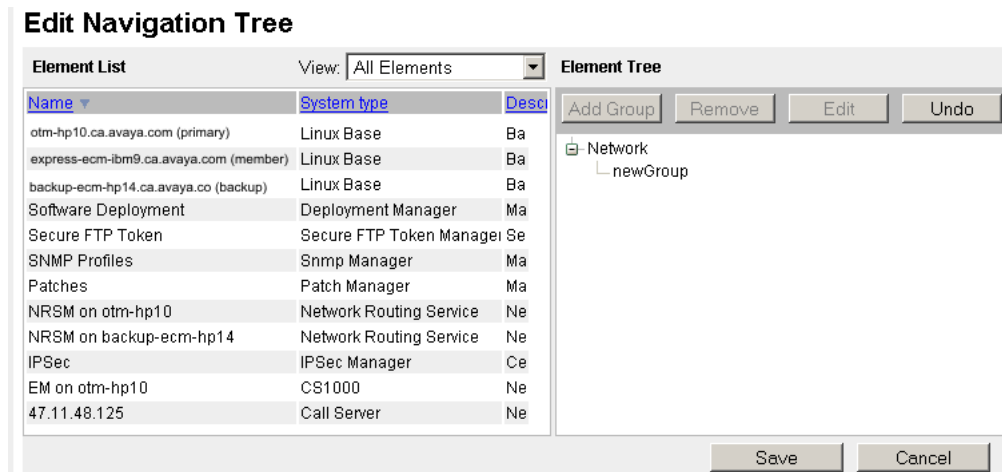 Edit Navigation Tree
Element List View: All Elements Element Tree
Name System type Descr
Add Group Remove Edit Undo
otm-hp10.ca.avaya.com (primary) Linux Base Ba
express-ecm-ibm9.ca.avaya.com (member) Linux Base Ba
backup-ecm-hp14.ca.avaya.co (backup) Linux Base Ba
Software Deployment Deployment Manager Ma
Secure FTP Token Secure FTP Token Manager Se
SNMP Profiles Snmp Manager Ma
Patches Patch Manager Ma
NRSM on otm-hp10 Network Routing Service Ne
NRSM on backup-ecm-hp14 Network Routing Service Ne
IPSec IPSec Manager Ce
EM on otm-hp10 CS1000 Ne
47.11.48.125 Call Server Ne
Network
newGroup
Save Cancel